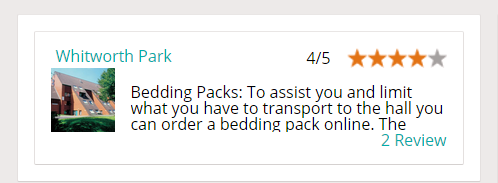 Whitworth Park
4/5
Bedding Packs: To assist you and limit
what you have to transport to the hall you
can order a bedding pack online. The
2 Review